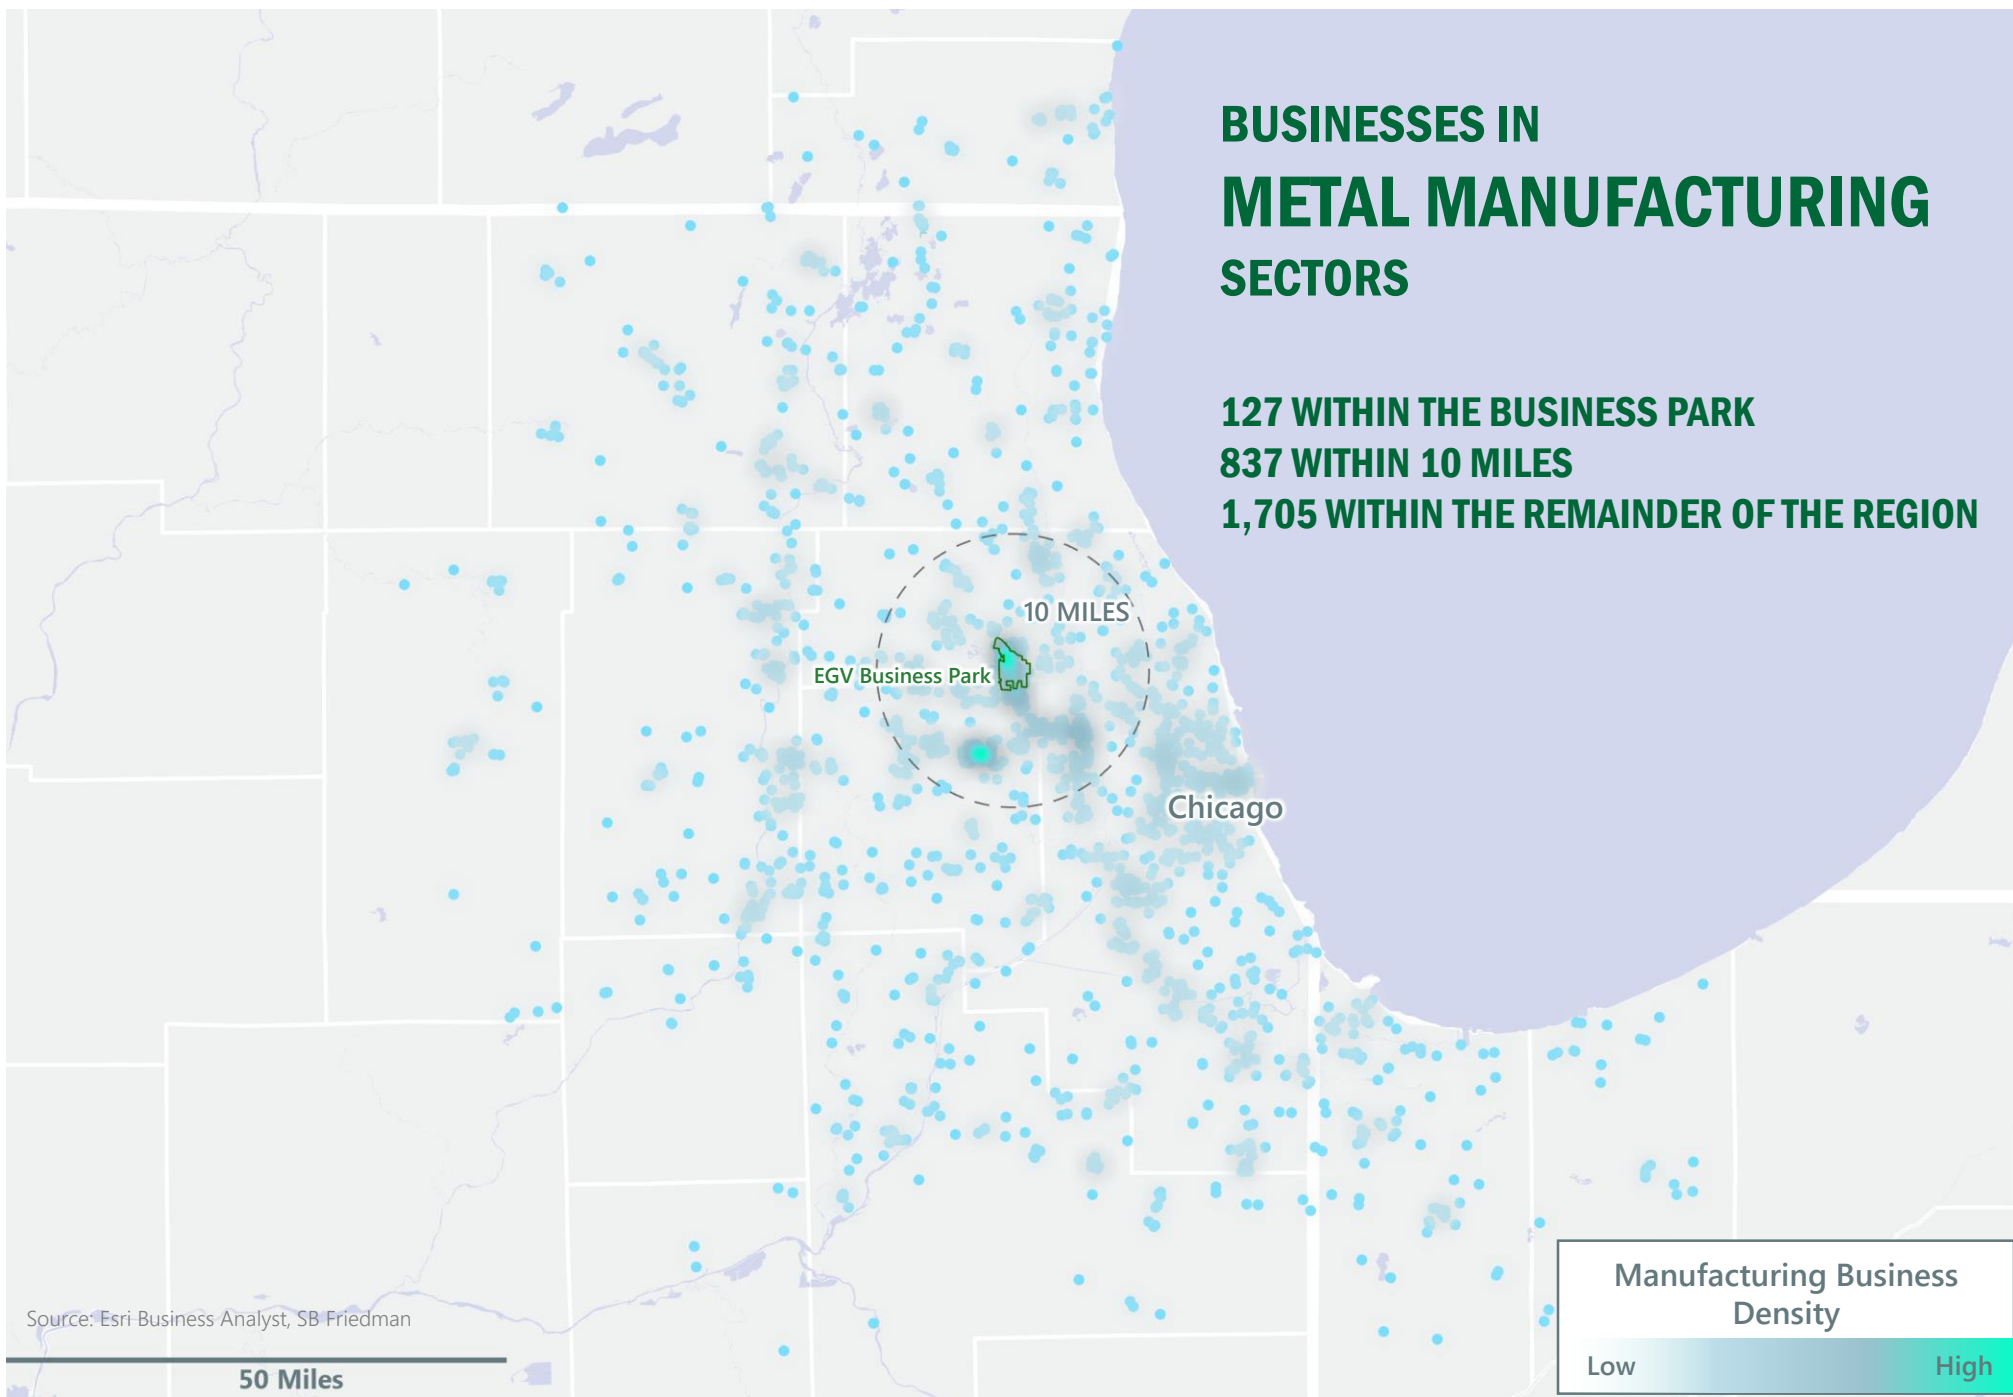 BUSINESSES IN
METAL MANUFACTURING
SECTORS
127 WITHIN THE BUSINESS PARK
837 WITHIN 10 MILES
1,705 WITHIN THE REMAINDER OF THE REGION
10 MILES
EGV Business Park
Chicago
Manufacturing Business
Density
Low High
Source: Esri Business Analyst, SB Friedman
50 Miles